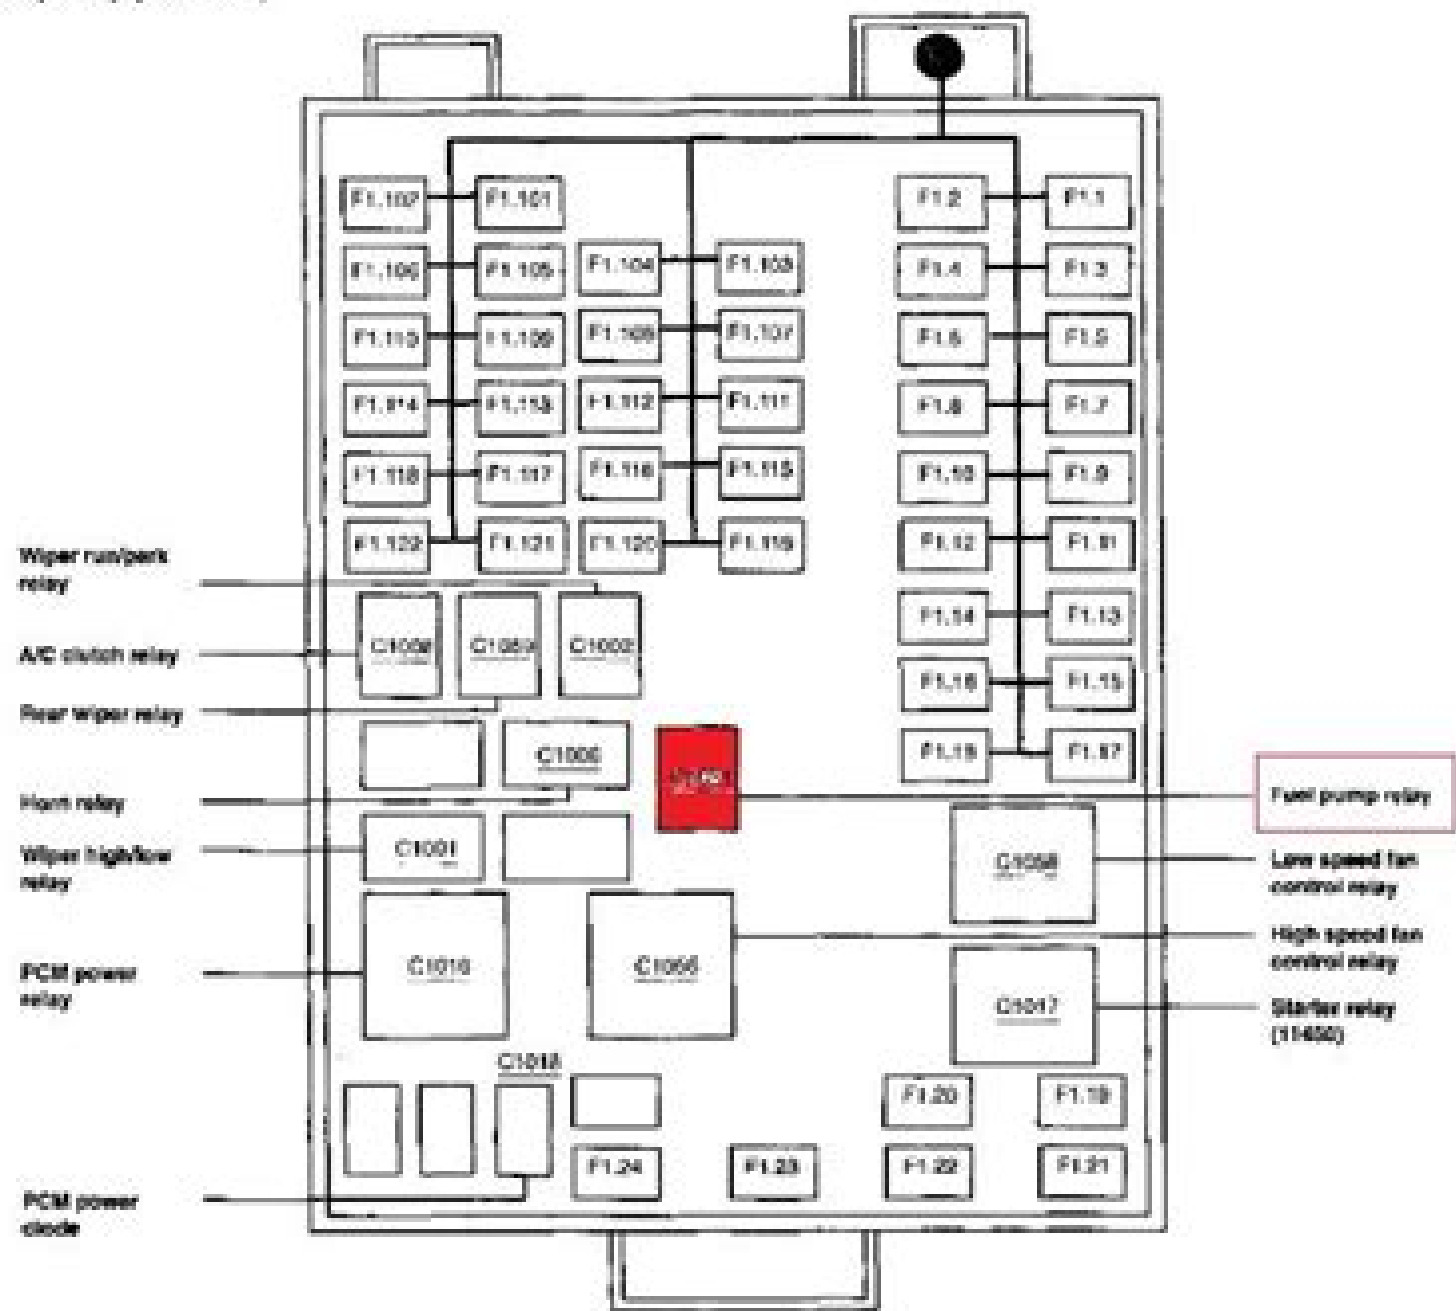 F1.102 F1.101 F1.2 F1.1
F1.106 F1.105 F1.104 F1.103 F1.4 F1.3
F1.110 F1.109 F1.108 F1.107 F1.6 F1.5
F1.114 F1.113 F1.112 F1.111 F1.8 F1.7
F1.118 F1.117 F1.116 F1.115 F1.10 F1.9
F1.122 F1.121 F1.120 F1.119 F1.12 F1.11
Wiper run/park
relay
F1.14 F1.13
A/C clutch relay
C1002
F1.16 F1.15
Rear Wiper relay
C1006
F1.17
Fuel pump relay
Horn relay
Wiper high/low
relay
C1001
Low speed fan
control relay
High speed fan
control relay
PCM power
relay
C1017
Starter relay
(11450)
C1018
F1.20 F1.19
F1.24 F1.23 F1.22 F1.21
PCM power
diode